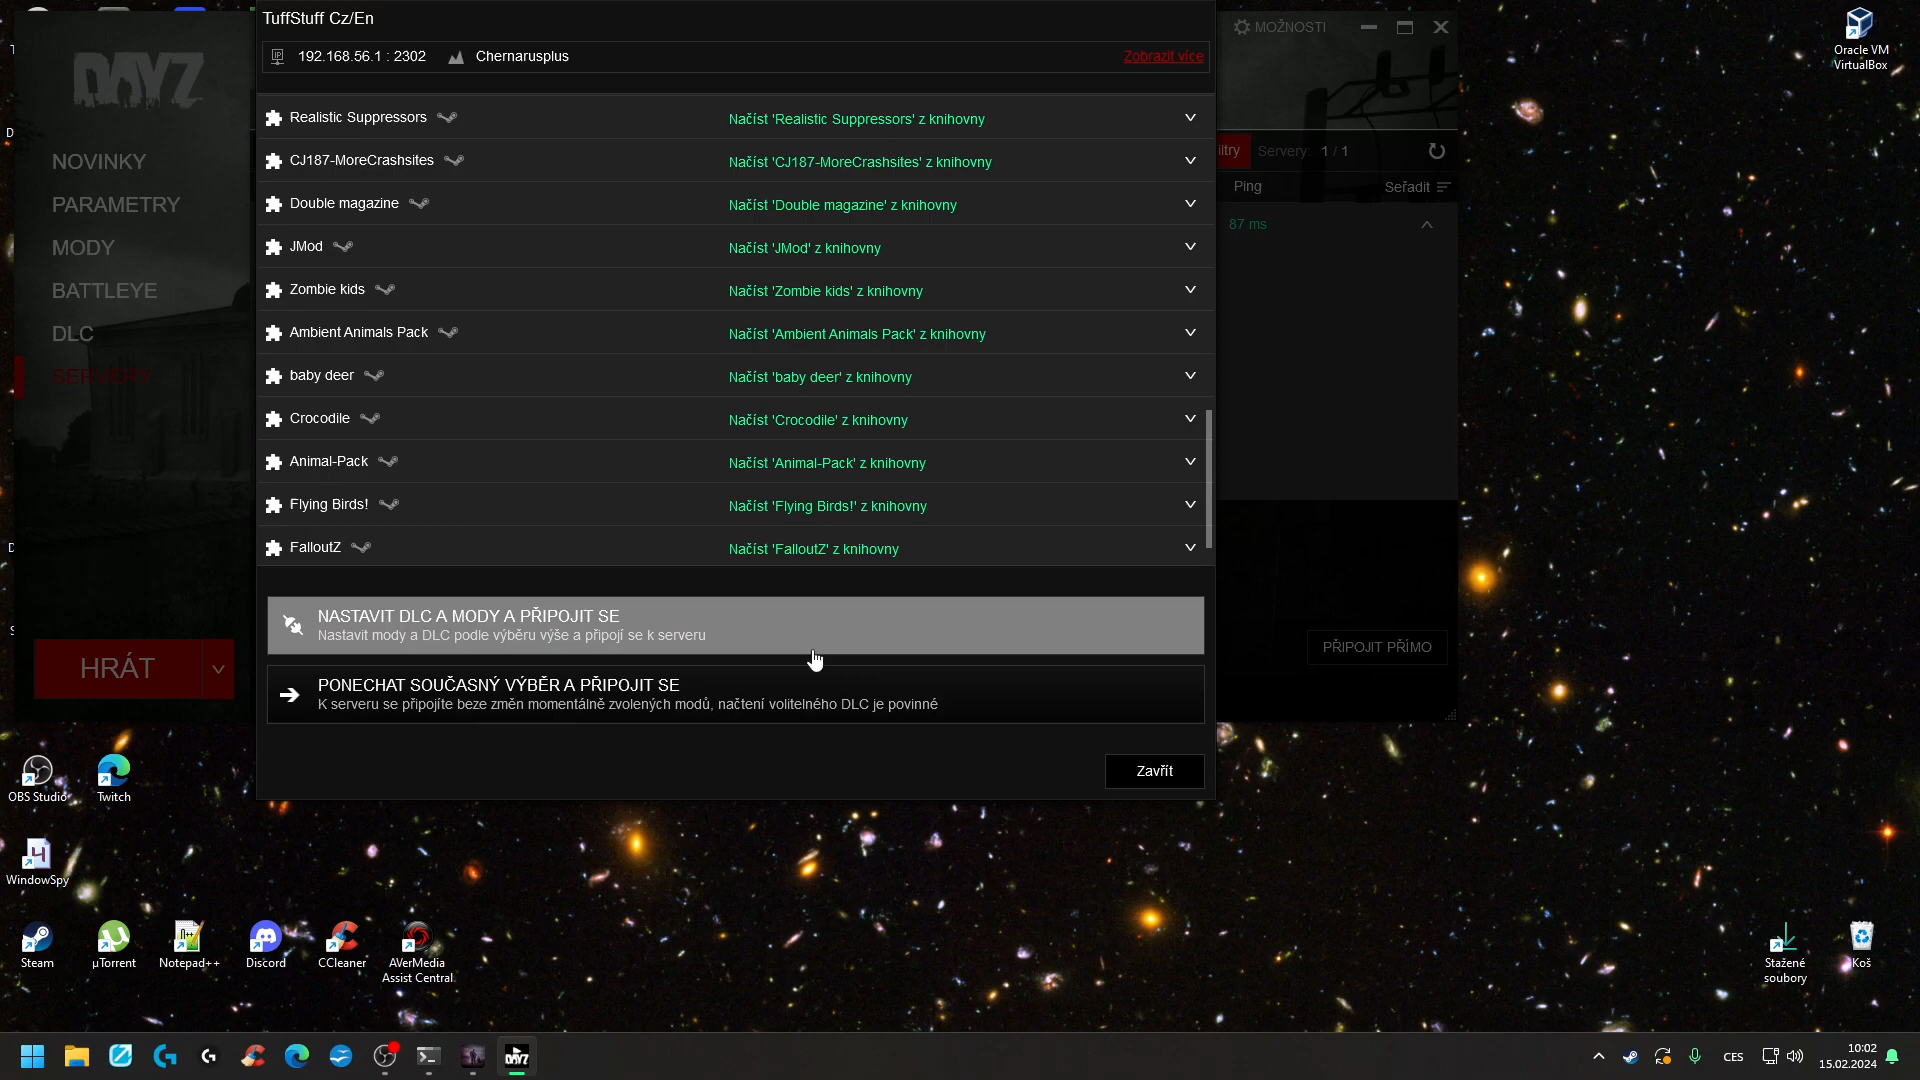 TuffStuff Cz/En
192.168.56.1 : 2302
Chernarusplus
Zobrazit více
DAYZ
NOVINKY
PARAMETRY
MODY
BATTLEYE
DLC
SERVERY
HRÁT
Realistic Suppressors
Načíst 'Realistic Suppressors' z knihovny
CJ187-MoreCrashsites
Načíst 'CJ187-MoreCrashsites' z knihovny
Double magazine
Načíst 'Double magazine' z knihovny
JMod
Načíst 'JMod' z knihovny
Zombie kids
Načíst 'Zombie kids' z knihovny
Ambient Animals Pack
Načíst 'Ambient Animals Pack' z knihovny
baby deer
Načíst 'baby deer' z knihovny
Crocodile
Načíst 'Crocodile' z knihovny
Animal-Pack
Načíst 'Animal-Pack' z knihovny
Flying Birds!
Načíst 'Flying Birds!' z knihovny
FalloutZ
Načíst 'FalloutZ' z knihovny
NASTAVIT DLC A MODY A PŘIPOJIT SE
Nastavit mody a DLC podle výběru výše a připojí se k serveru
PONECHAT SOUČASNÝ VÝBĚR A PŘIPOJIT SE
K serveru se připojíte beze změn momentálně zvolených modů, načtení volitelného DLC je povinné
Zavřít
MOŽNOSTI
Servery: 1 / 1
Ping
Seřadit
87 ms
PŘIPOJIT PŘÍMO
Oracle VM
VirtualBox
OBS Studio
Twitch
WindowSpy
Steam
µTorrent
Notepad++
Discord
CCleaner
AVerMedia
Assist Central
Stažené
soubory
Koš
DAYZ
CES
10:02
15.02.2024